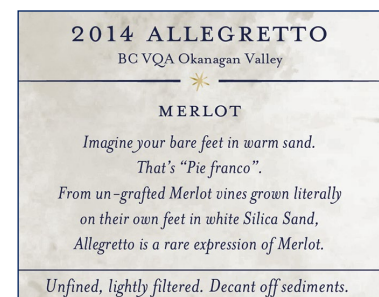 2014 ALLEGRETTO
BC VQA Okanagan Valley
MERLOT
Imagine your bare feet in warm sand.
That's "Pie franco".
From un-grafted Merlot vines grown literally
on their own feet in white Silica Sand,
Allegretto is a rare expression of Merlot.
Unfined, lightly filtered. Decant off sediments.